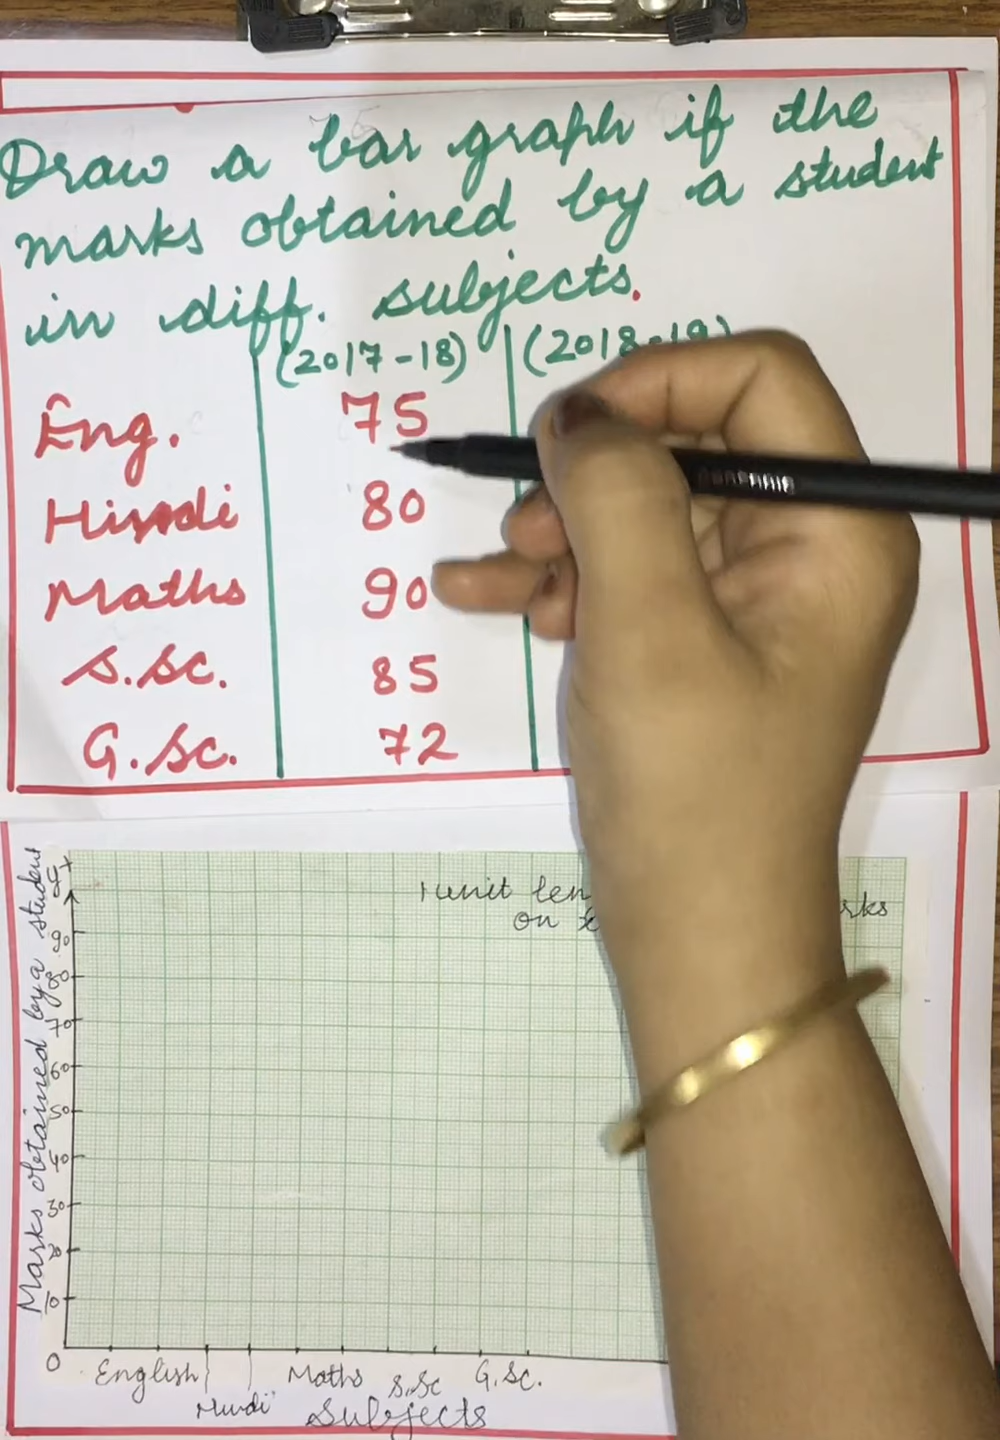 Draw a bar graph if the
marks obtained by a student
in diff. subjects.
(2017-18) (2018-19)
Eng. 75
Hindi 80
Maths 90
S.Sc. 85
G.Sc. 72
1 unit len
on x
rks
Marks obtained by a student
90
80
70
60
50
40
30
20
10
0
English Maths S.Sc G.Sc.
Hindi
Subjects